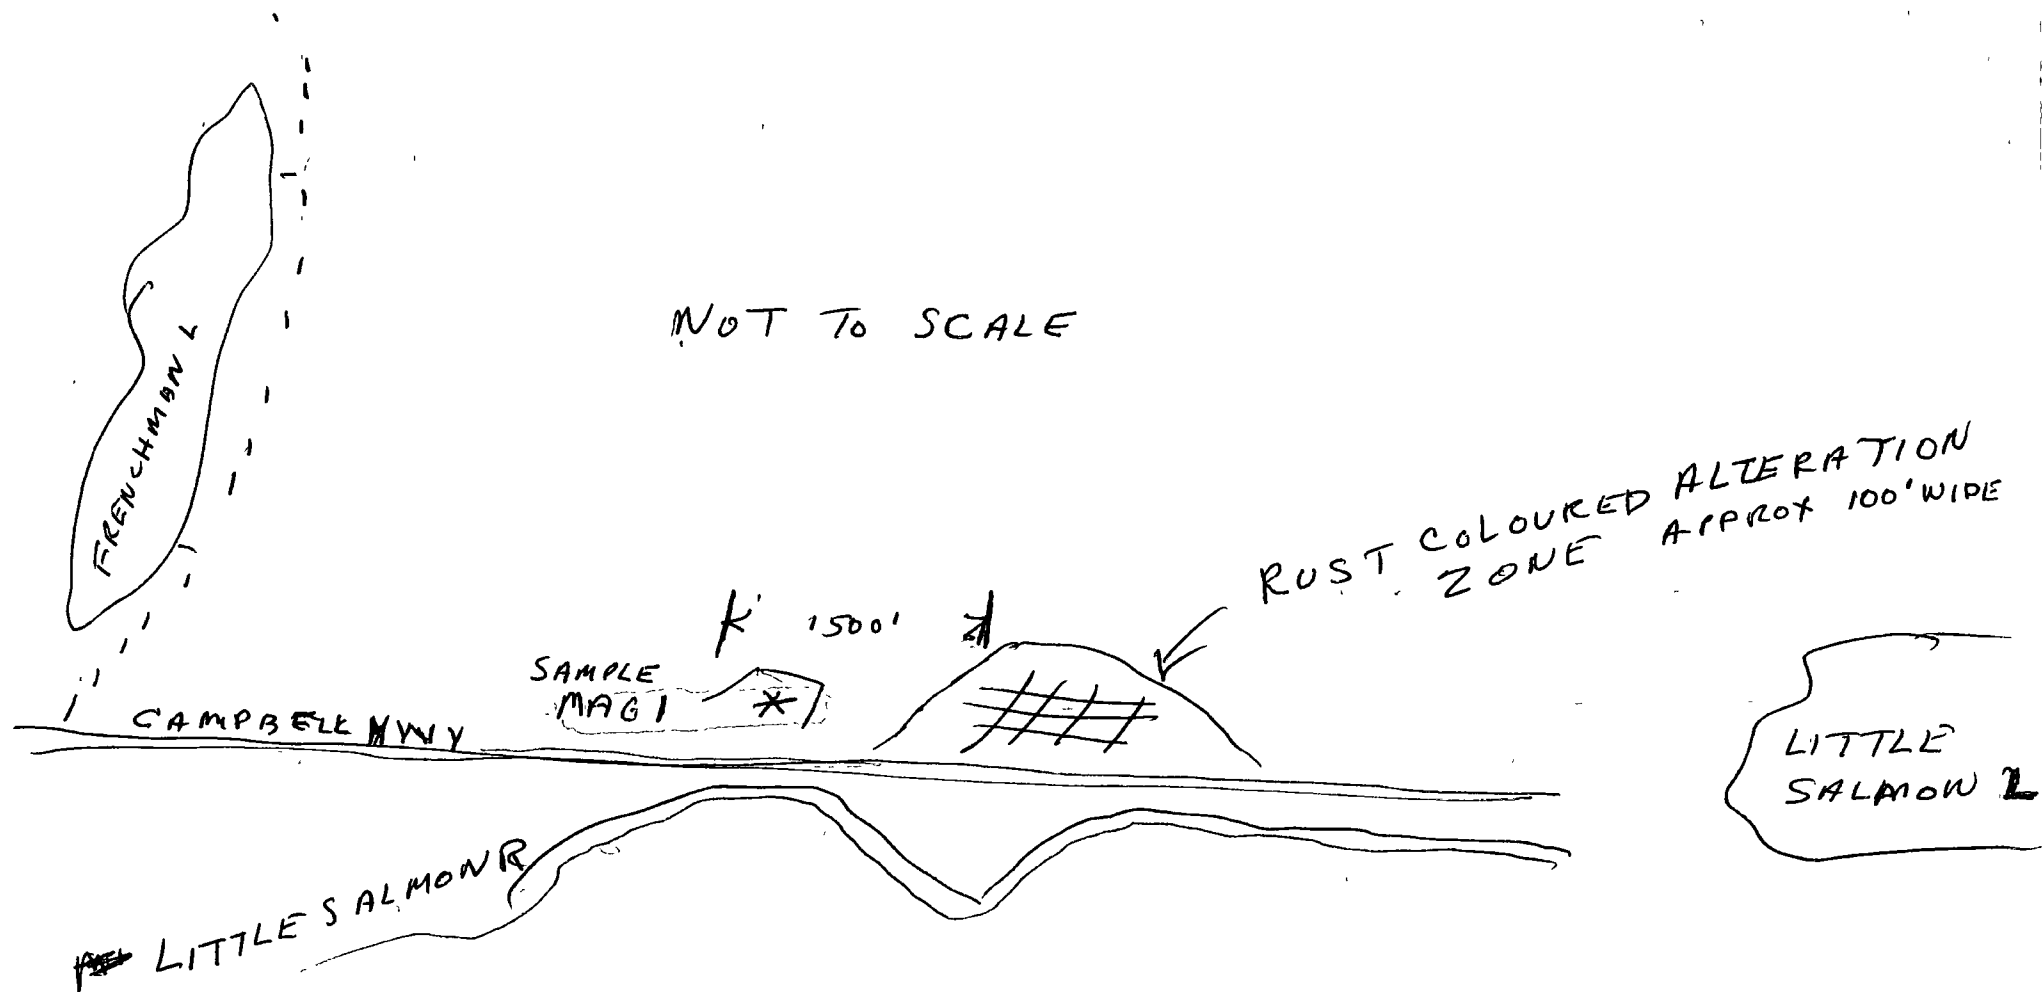 NOT TO SCALE
FRENCHMAN L
RUST COLOURED ALTERATION
ZONE APPROX 100' WIDE
SAMPLE
MAG 1
CAMPBELL HWY
LITTLE
SALMON L
LITTLE SALMON R